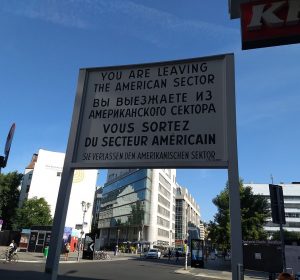 YOU ARE LEAVING
THE AMERICAN SECTOR
ВЫ ВЫЕЗЖАЕТЕ ИЗ
АМЕРИКАНСКОГО СЕКТОРА
VOUS SORTEZ
DU SECTEUR AMÉRICAIN
SIE VERLASSEN DEN AMERIKANISCHEN SEKTOR